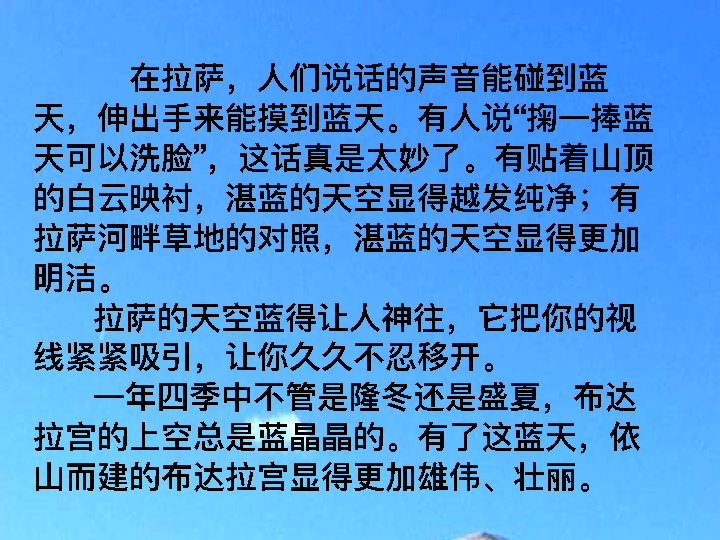 在拉萨，人们说话的声音能碰到蓝
天，伸出手来能摸到蓝天。有人说“掬一捧蓝
天可以洗脸”，这话真是太妙了。有贴着山顶
的白云映衬，湛蓝的天空显得越发纯净；有
拉萨河畔草地的对照，湛蓝的天空显得更加
明洁。
拉萨的天空蓝得让人神往，它把你的视
线紧紧吸引，让你久久不忍移开。
一年四季中不管是隆冬还是盛夏，布达
拉宫的上空总是蓝晶晶的。有了这蓝天，依
山而建的布达拉宫显得更加雄伟、壮丽。